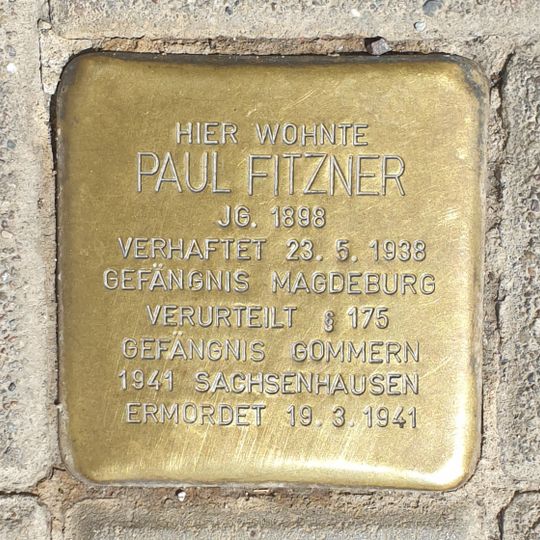 HIER WOHNTE
PAUL FITZNER
JG. 1898
VERHAFTET 23. 5. 1938
GEFÄNGNIS MAGDEBURG
VERURTEILT § 175
GEFÄNGNIS GOMMERN
1941 SACHSENHAUSEN
ERMORDET 19. 3. 1941